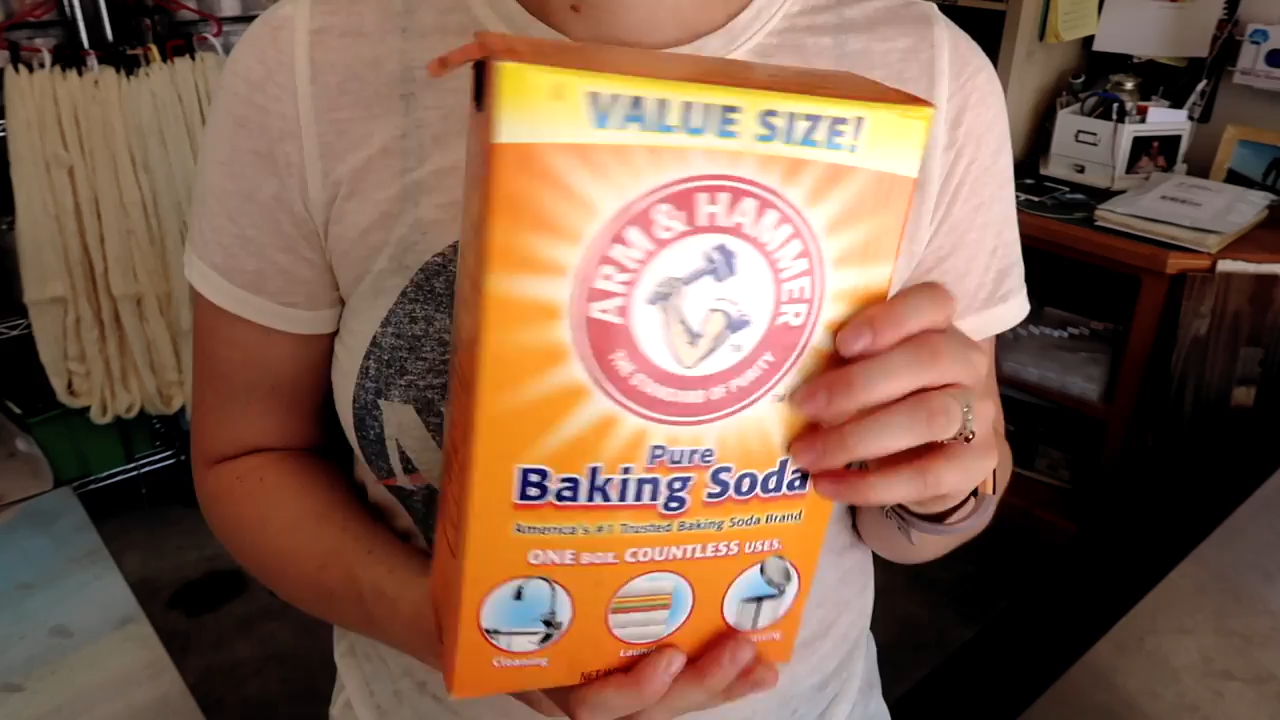 VALUE SIZE!
ARM & HAMMER
THE STANDARD OF PURITY
Pure
Baking Soda
America's #1 Trusted Baking Soda Brand
ONE BOX. COUNTLESS USES.
Cleaning